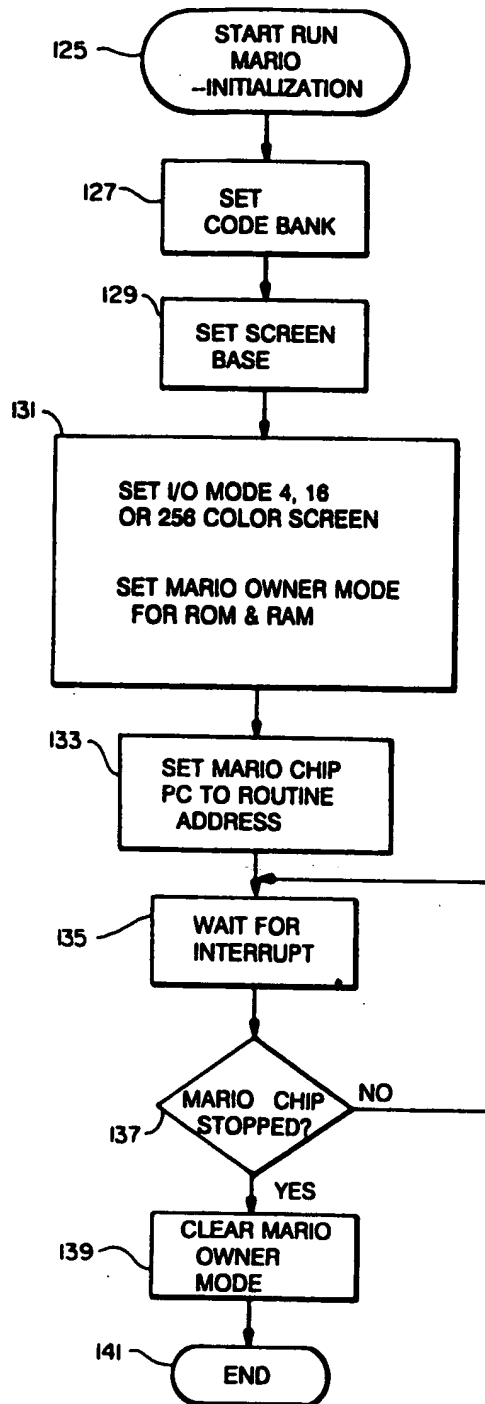 125
START RUN
MARIO
--INITIALIZATION
127
SET
CODE BANK
129
SET SCREEN
BASE
131
SET I/O MODE 4, 16
OR 256 COLOR SCREEN
SET MARIO OWNER MODE
FOR ROM & RAM
133
SET MARIO CHIP
PC TO ROUTINE
ADDRESS
135
WAIT FOR
INTERRUPT
137
MARIO CHIP
STOPPED?
NO
YES
139
CLEAR MARIO
OWNER
MODE
141
END